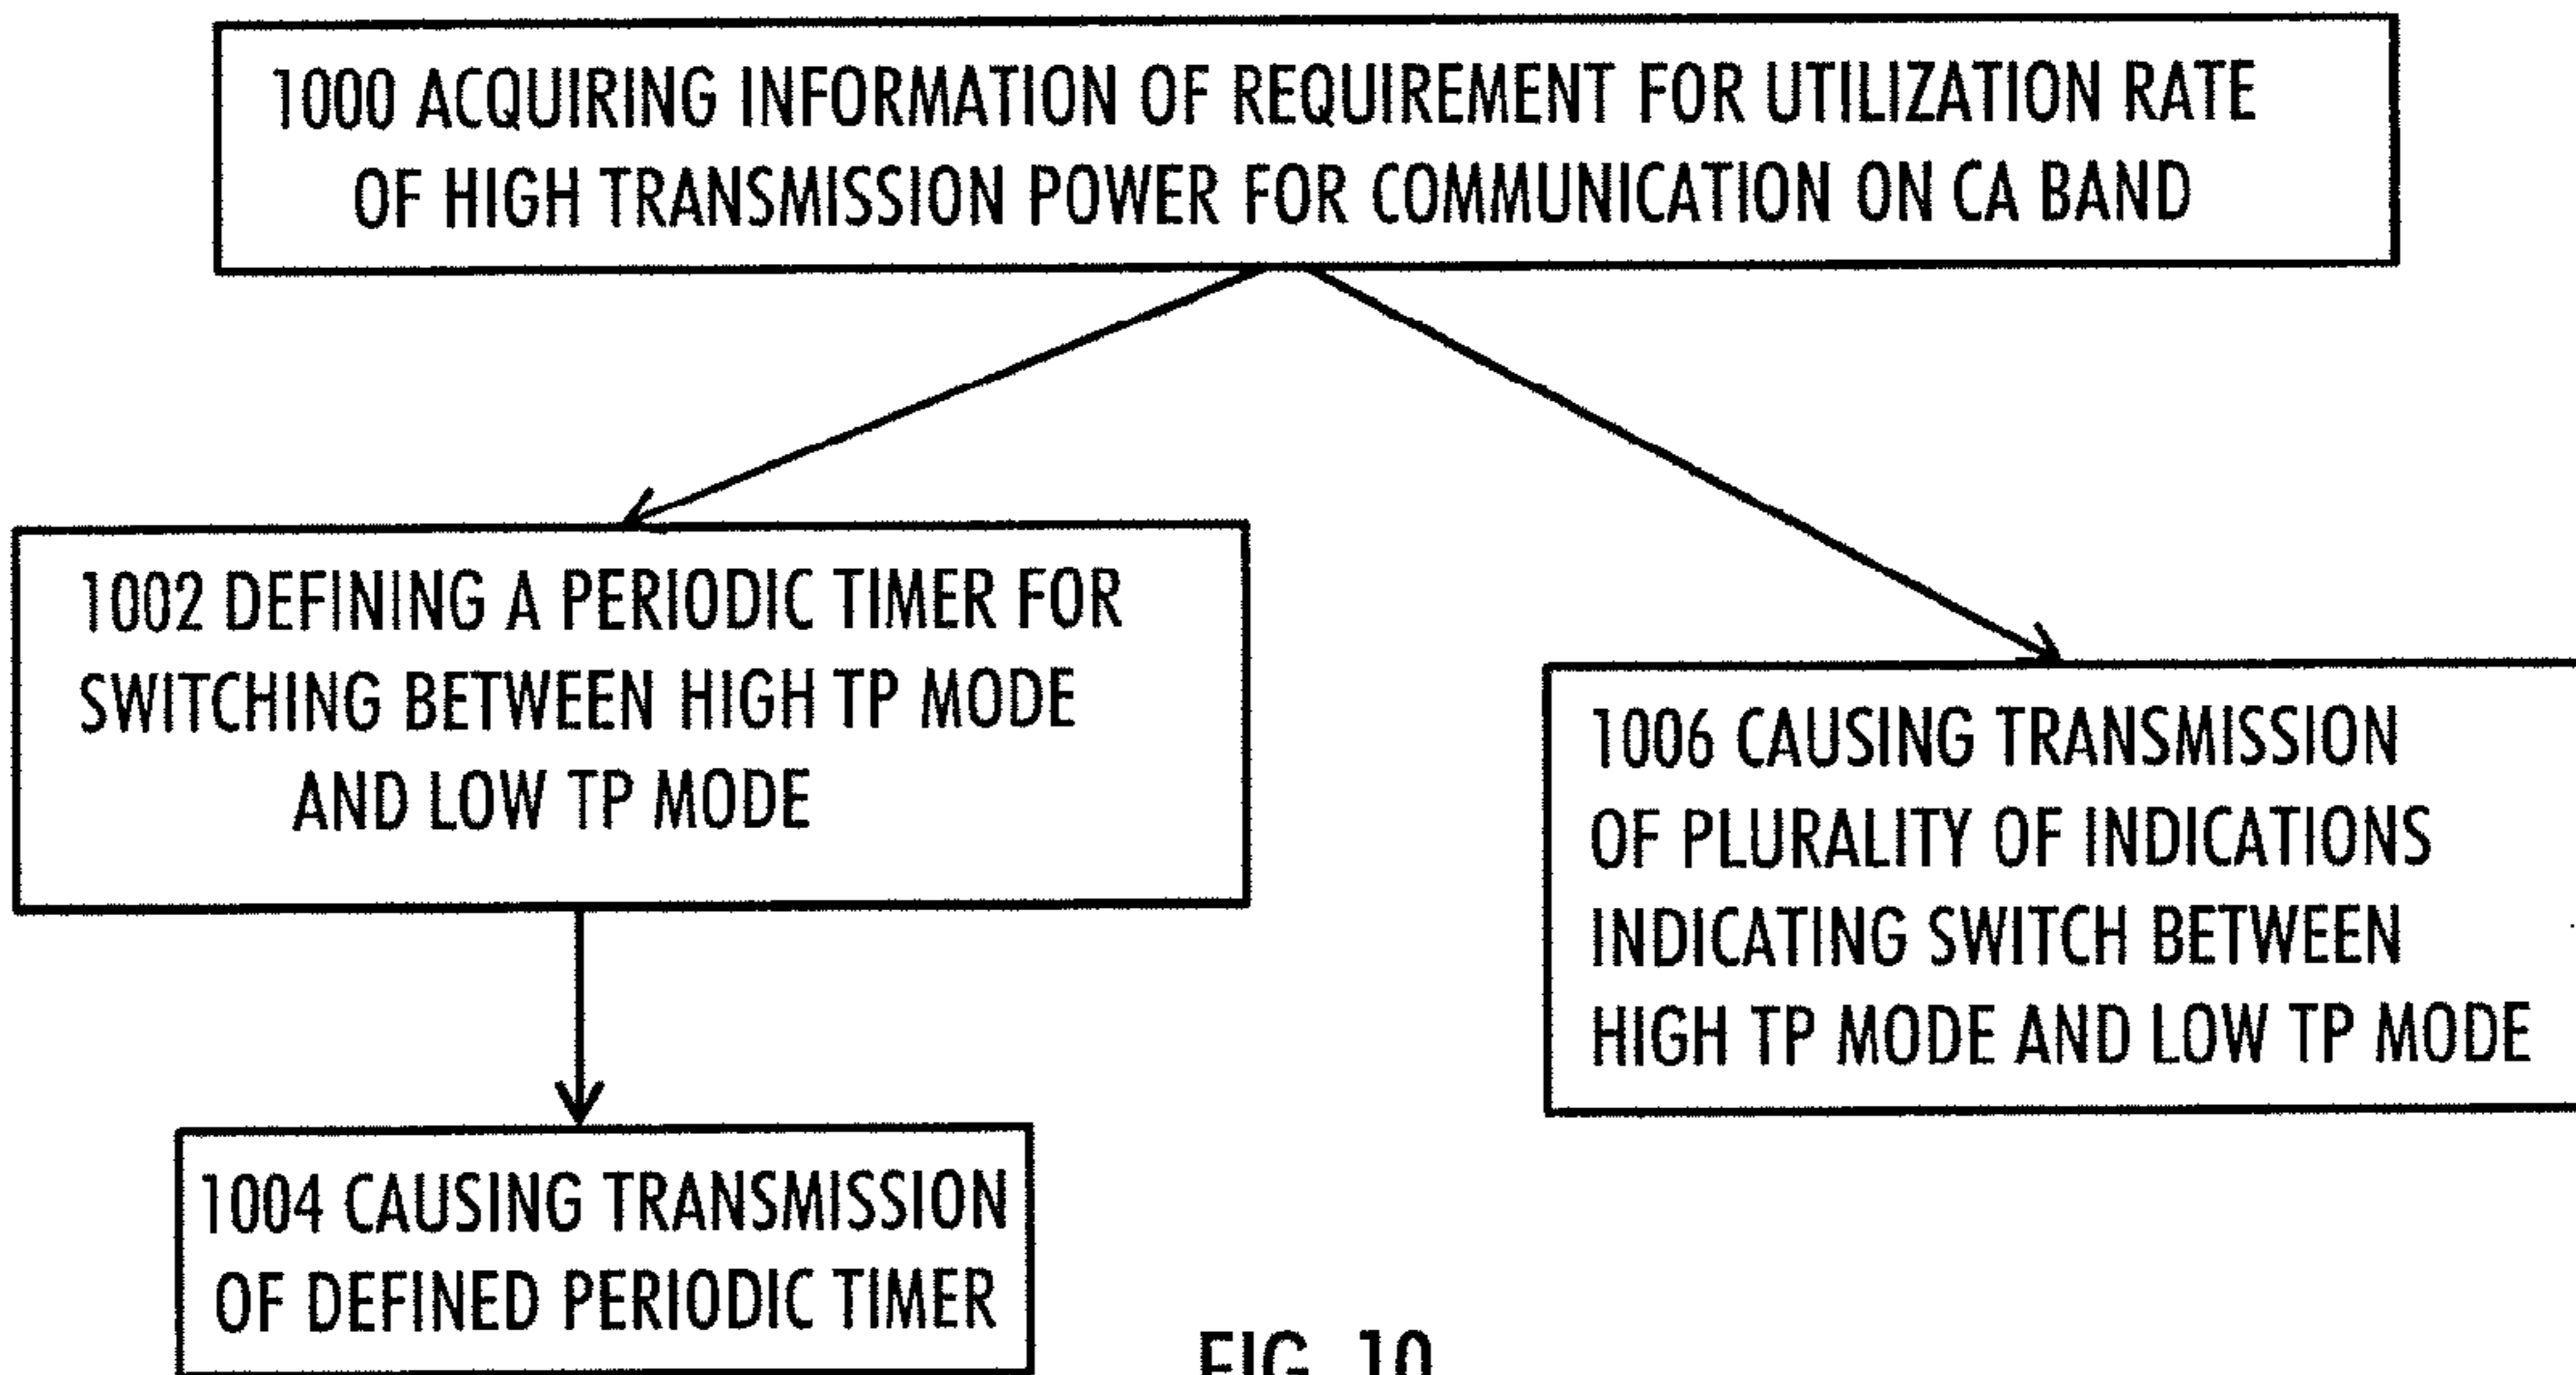 1000 ACQUIRING INFORMATION OF REQUIREMENT FOR UTILIZATION RATE
OF HIGH TRANSMISSION POWER FOR COMMUNICATION ON CA BAND
1002 DEFINING A PERIODIC TIMER FOR
SWITCHING BETWEEN HIGH TP MODE
AND LOW TP MODE
1006 CAUSING TRANSMISSION
OF PLURALITY OF INDICATIONS
INDICATING SWITCH BETWEEN
HIGH TP MODE AND LOW TP MODE
1004 CAUSING TRANSMISSION
OF DEFINED PERIODIC TIMER
FIG. 10